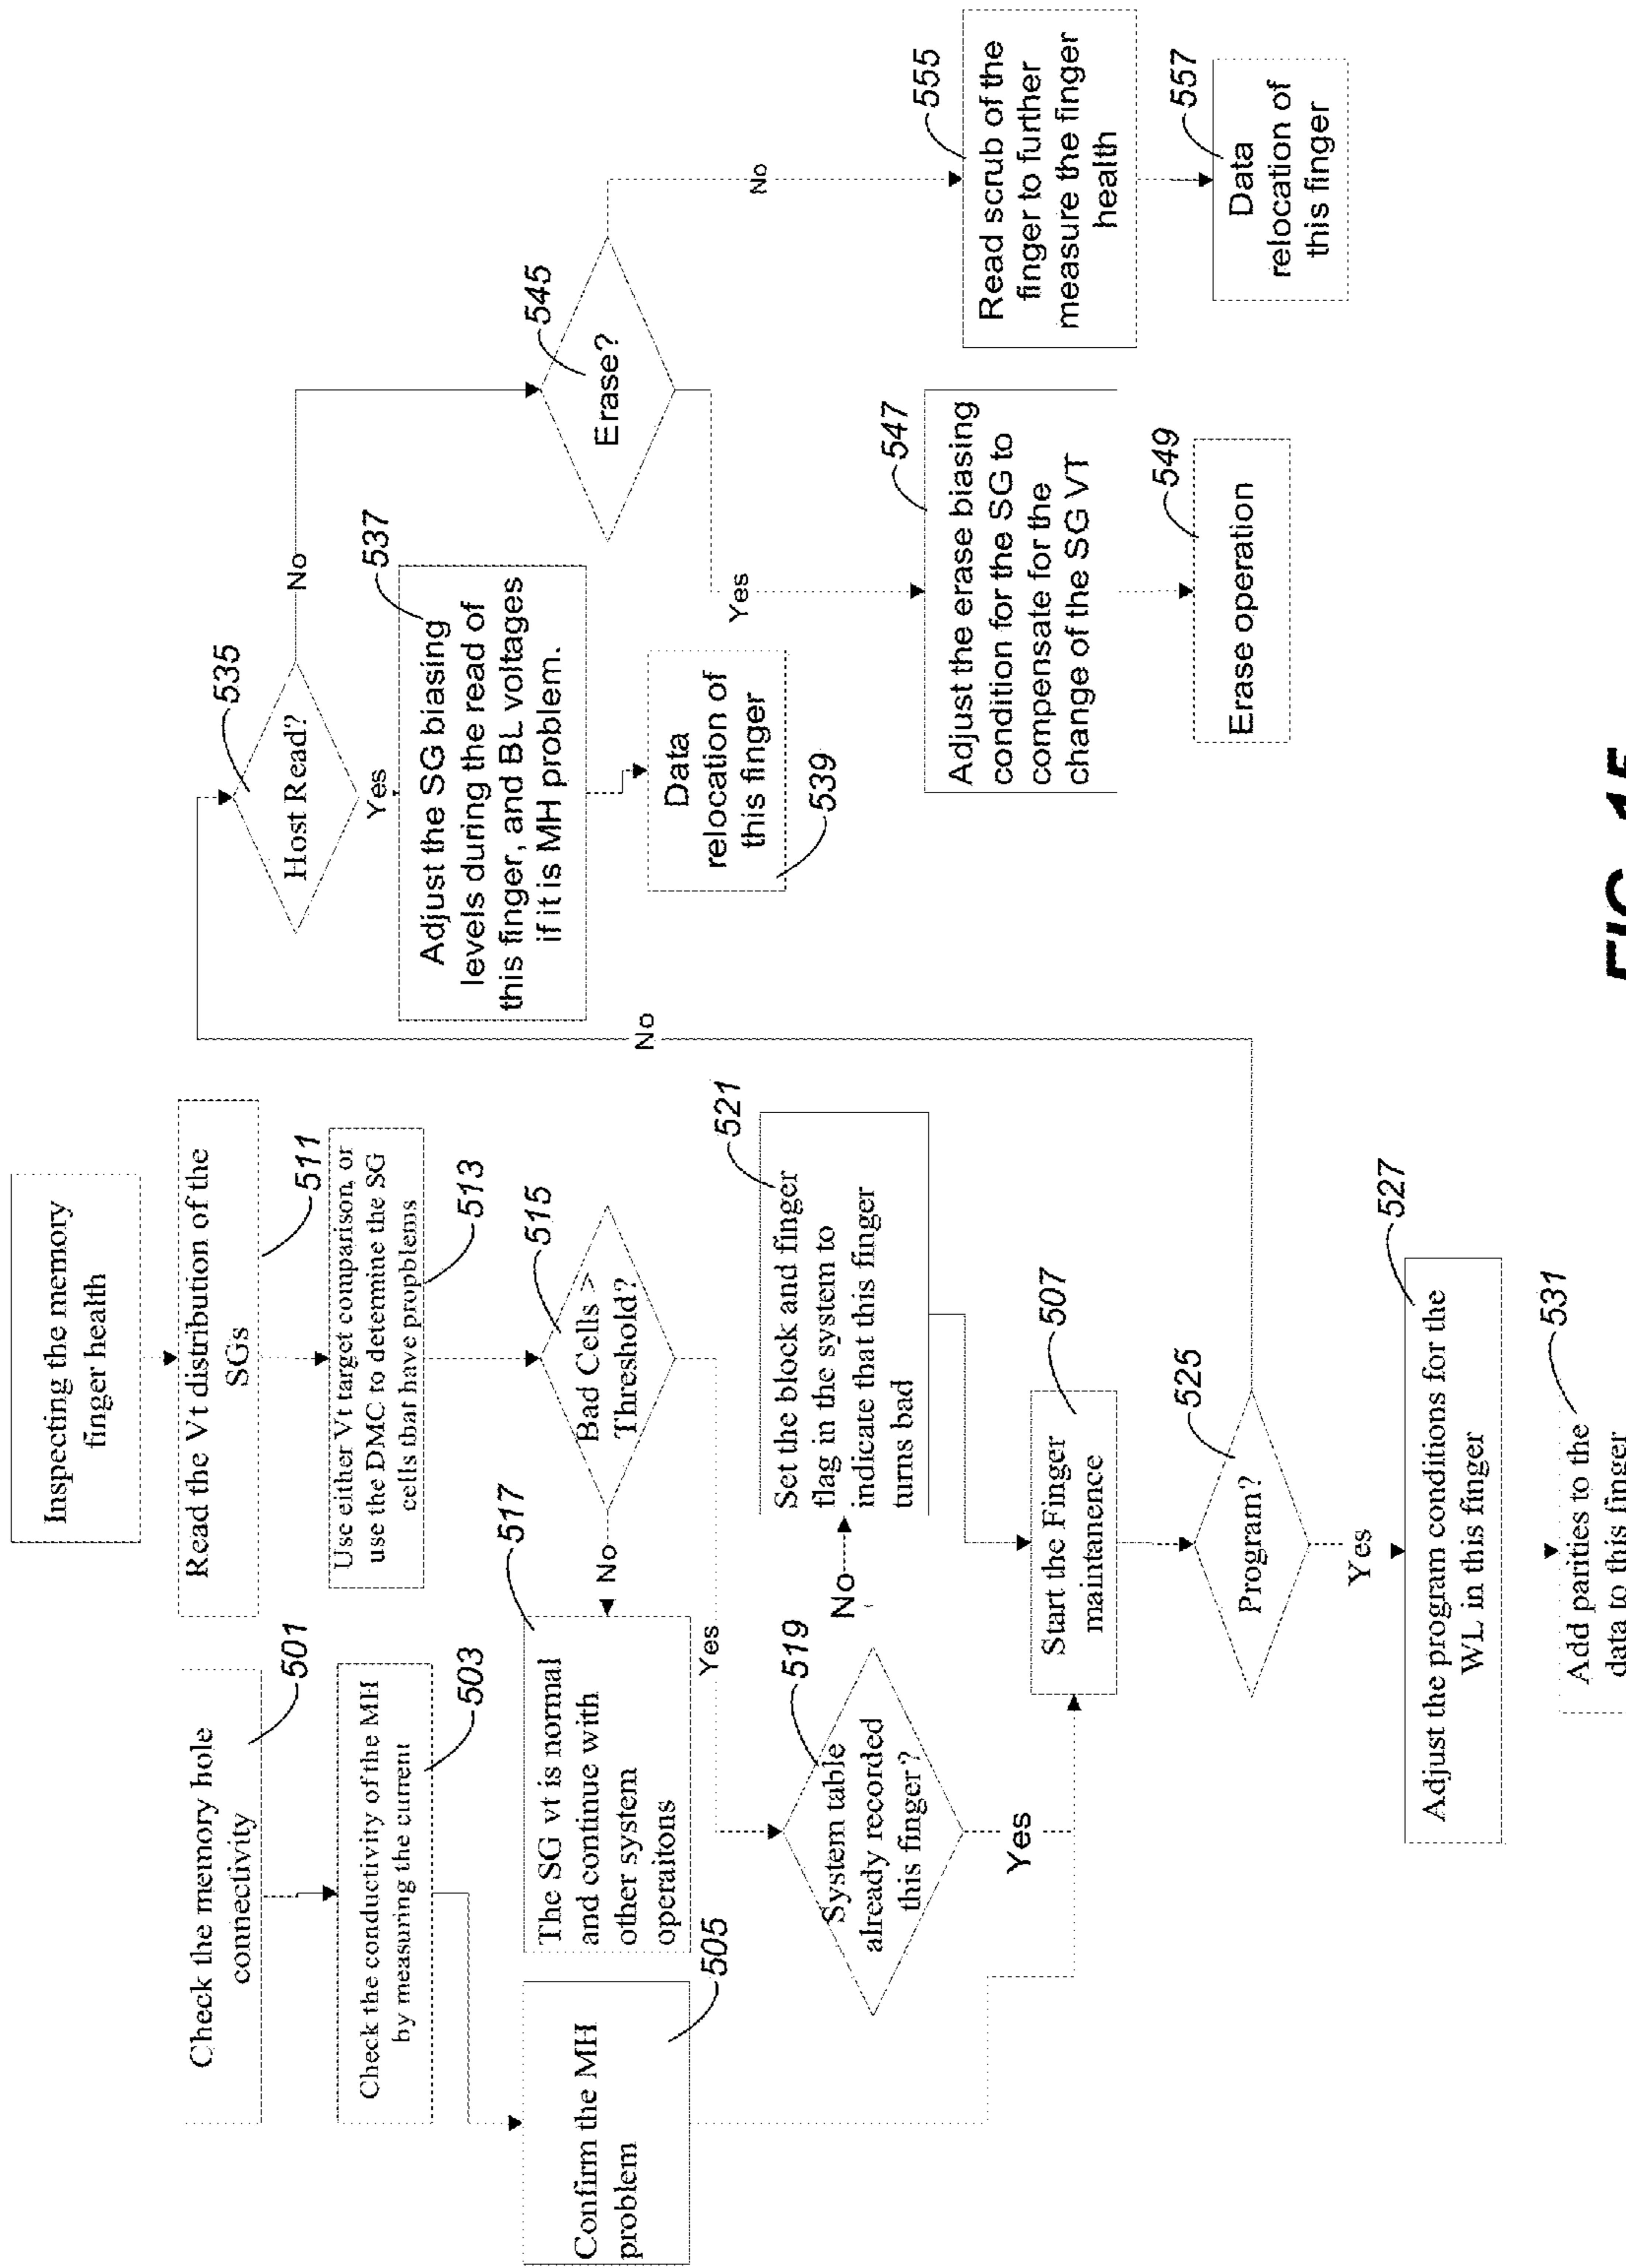 Inspecting the memory
finger health
Check the memory hole
connectivity
501
Read the Vt distribution of the
SGs
511
Check the conductivity of the MH
by measuring the current
503
Use either Vt target comparison, or
use the DMC to determine the SG
cells that have propblems
513
Confirm the MH
problem
505
The SG vt is normal
and continue with
other system
operaitons
517
No
Bad Cells >
Threshold?
515
Yes
System table
already recorded
this finger?
519
No
Yes
Set the block and finger
flag in the system to
indicate that this finger
turns bad
521
Start the Finger
maintanence
507
Program?
525
No
Yes
Adjust the program conditions for the
WL in this finger
527
Add parities to the
data to this finger
531
Host Read?
535
No
Yes
Adjust the SG biasing
levels during the read of
this finger, and BL voltages
if it is MH problem.
537
Data
relocation of
this finger
539
Erase?
545
No
Yes
Adjust the erase biasing
condition for the SG to
compensate for the
change of the SG VT
547
Erase operation
549
Read scrub of the
finger to further
measure the finger
health
555
Data
relocation of
this finger
557